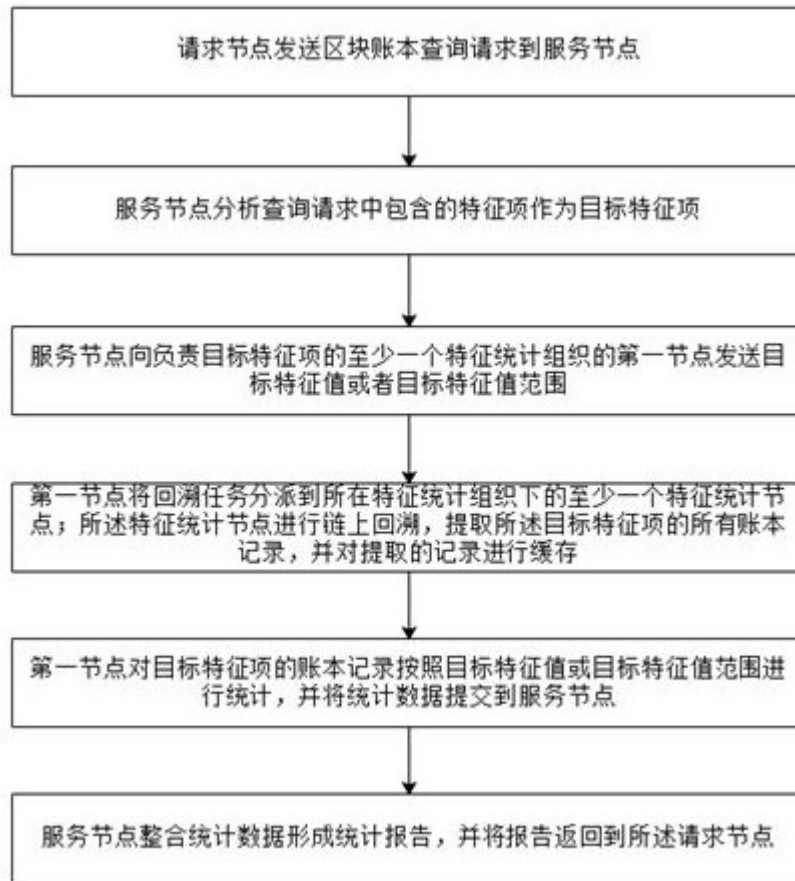 请求节点发送区块账本查询请求到服务节点
服务节点分析查询请求中包含的特征项作为目标特征项
服务节点向负责目标特征项的至少一个特征统计组织的第一节点发送目
标特征值或者目标特征值范围
第一节点将回溯任务分派到所在特征统计组织下的至少一个特征统计节
点；所述特征统计节点进行链上回溯，提取所述目标特征项的所有账本
记录，并对提取的记录进行缓存
第一节点对目标特征项的账本记录按照目标特征值或目标特征值范围进
行统计，并将统计数据提交到服务节点
服务节点整合统计数据形成统计报告，并将报告返回到所述请求节点